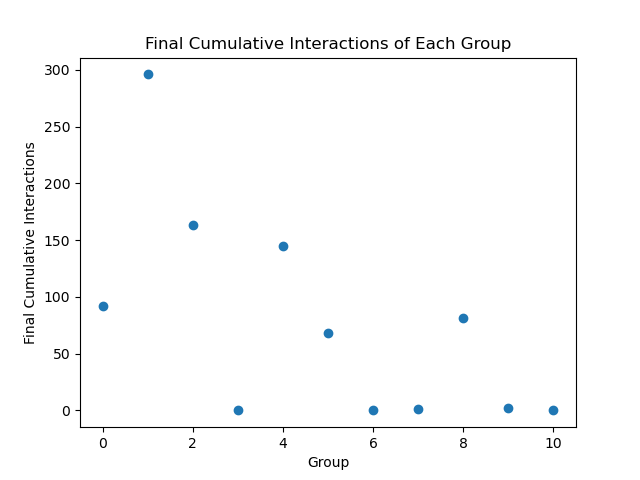 Final Cumulative Interactions of Each Group
300
250
200
150
100
50
0
Final Cumulative Interactions
0 2 4 6 8 10
Group